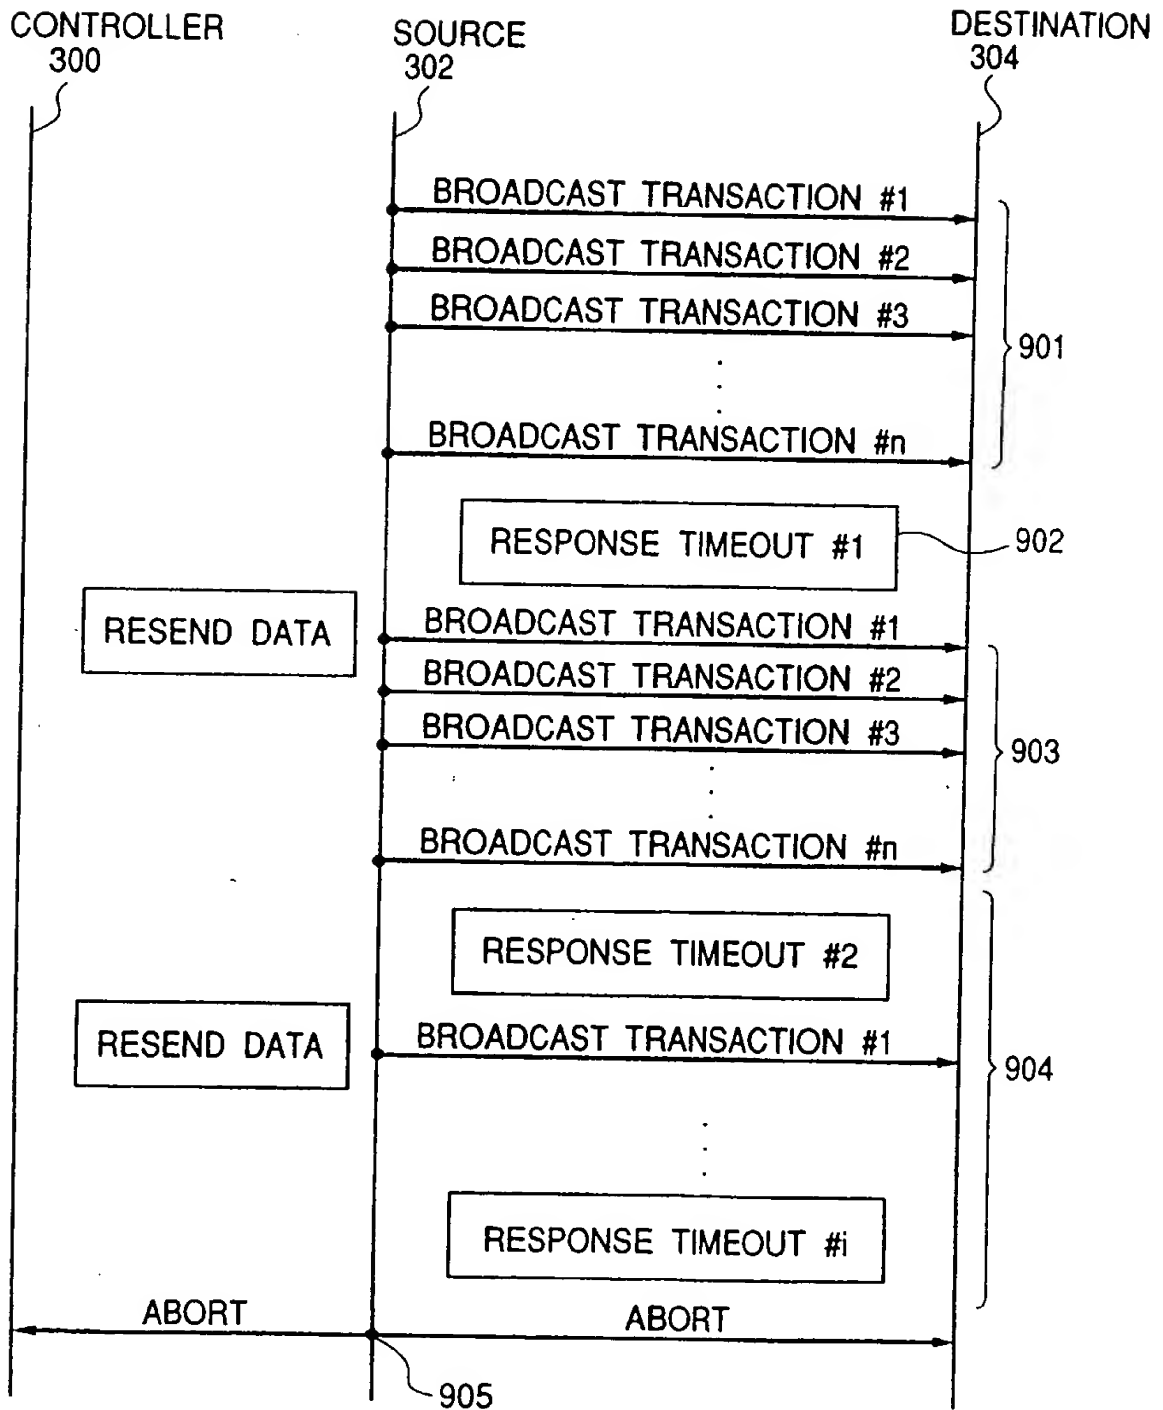 CONTROLLER
300
SOURCE
302
DESTINATION
304
BROADCAST TRANSACTION #1
BROADCAST TRANSACTION #2
BROADCAST TRANSACTION #3
901
BROADCAST TRANSACTION #n
RESPONSE TIMEOUT #1
902
RESEND DATA
BROADCAST TRANSACTION #1
BROADCAST TRANSACTION #2
BROADCAST TRANSACTION #3
903
BROADCAST TRANSACTION #n
RESPONSE TIMEOUT #2
RESEND DATA
BROADCAST TRANSACTION #1
904
RESPONSE TIMEOUT #i
ABORT
ABORT
905